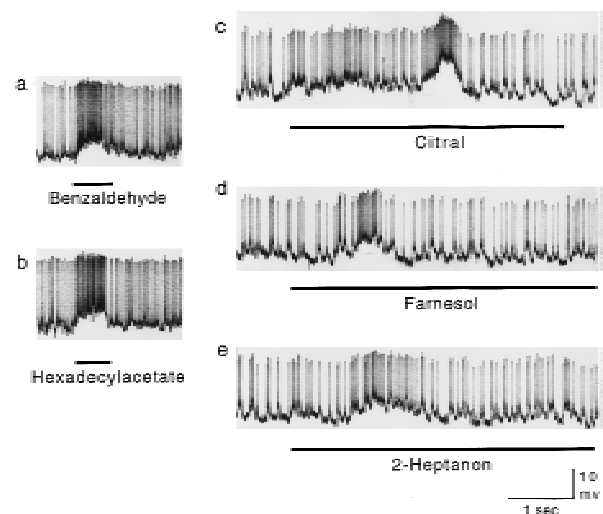 a
Benzaldehyde
b
Hexadecylacetate
c
Citral
d
Farnesol
e
2-Heptanon
10
mv
1 sec